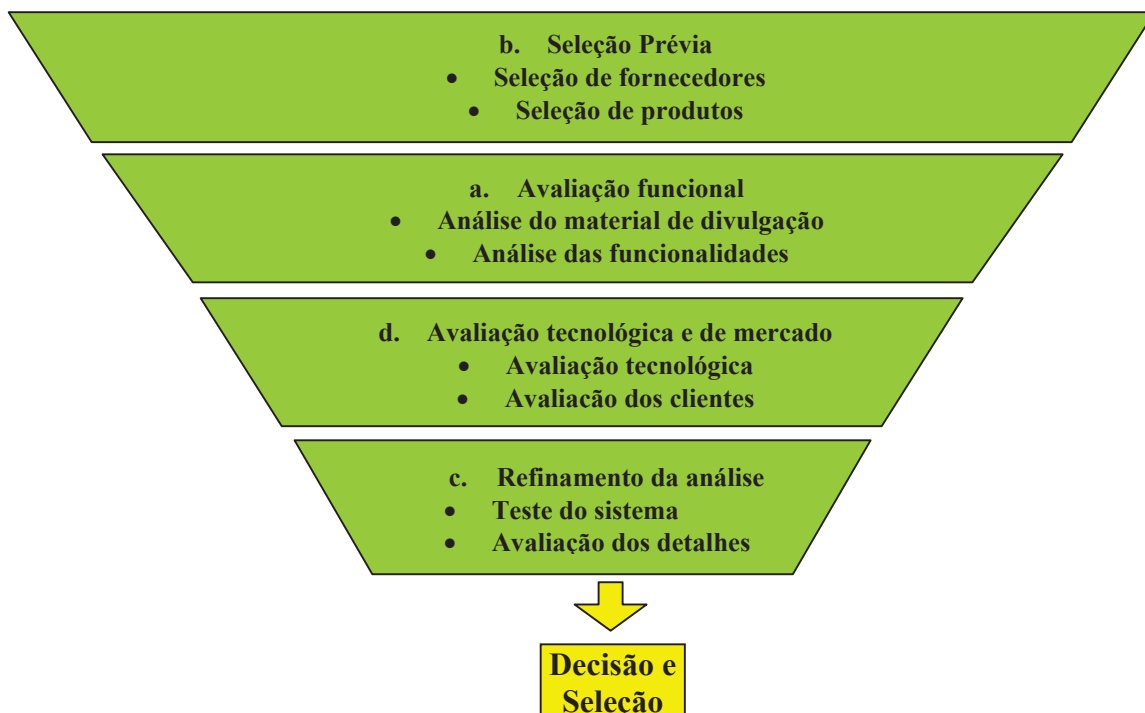 b. Seleção Prévia
• Seleção de fornecedores
• Seleção de produtos
a. Avaliação funcional
• Análise do material de divulgação
• Análise das funcionalidades
d. Avaliação tecnológica e de mercado
• Avaliação tecnológica
• Avaliacão dos clientes
c. Refinamento da análise
• Teste do sistema
• Avaliação dos detalhes
Decisão e
Selecão